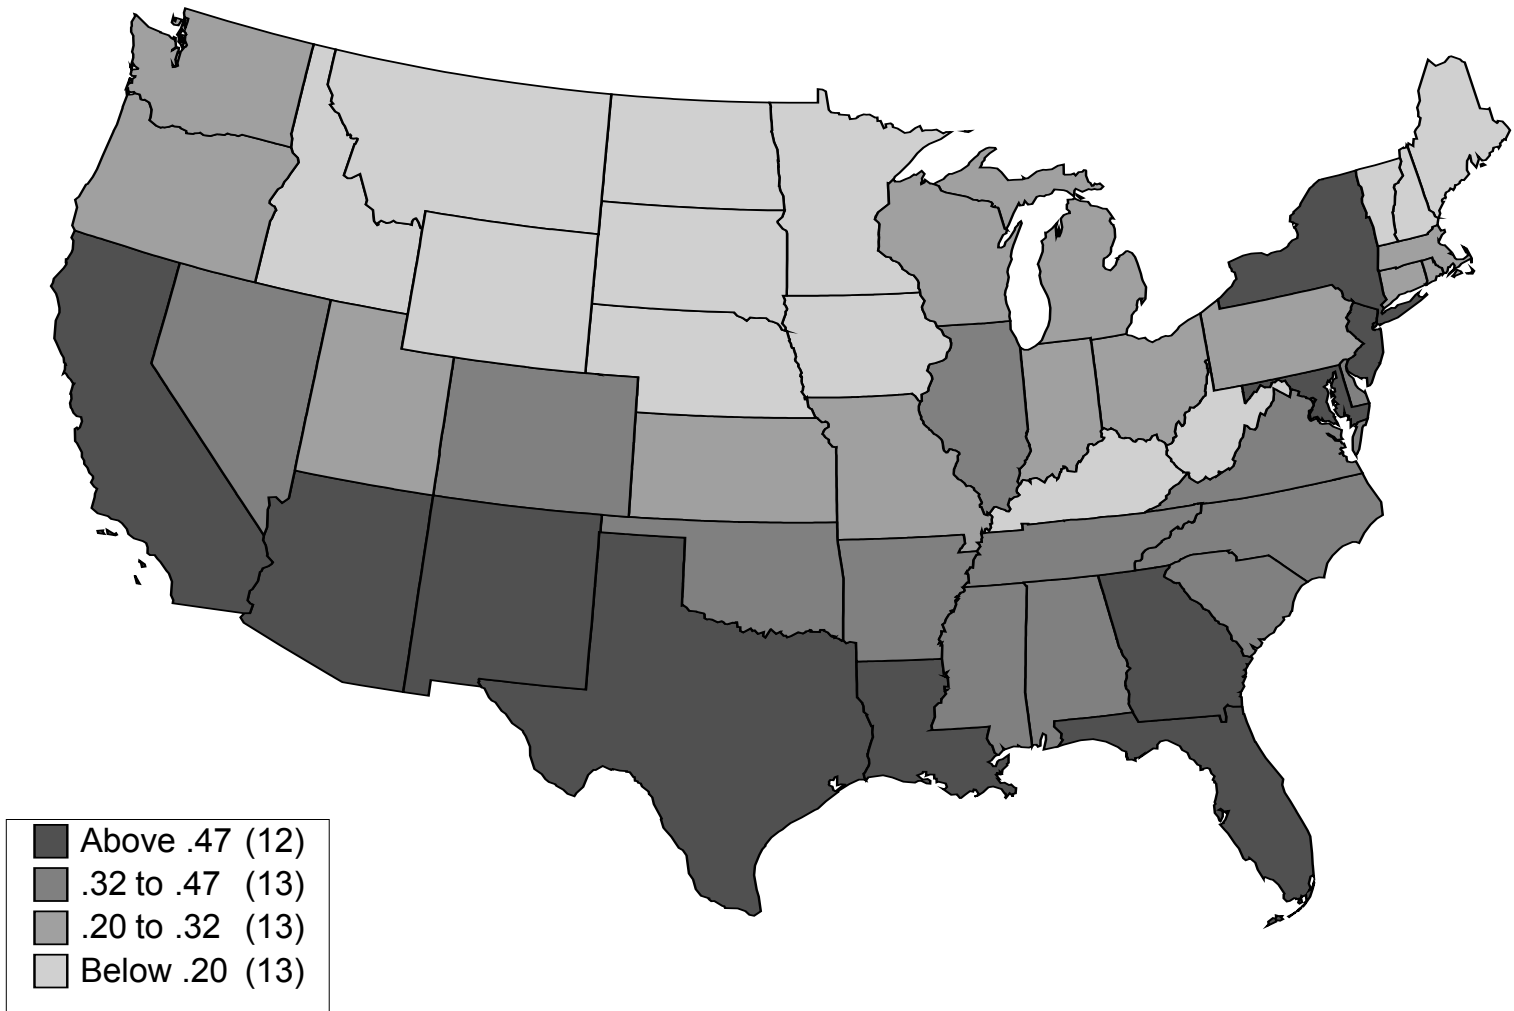 Above .47 (12)
.32 to .47 (13)
.20 to .32 (13)
Below .20 (13)